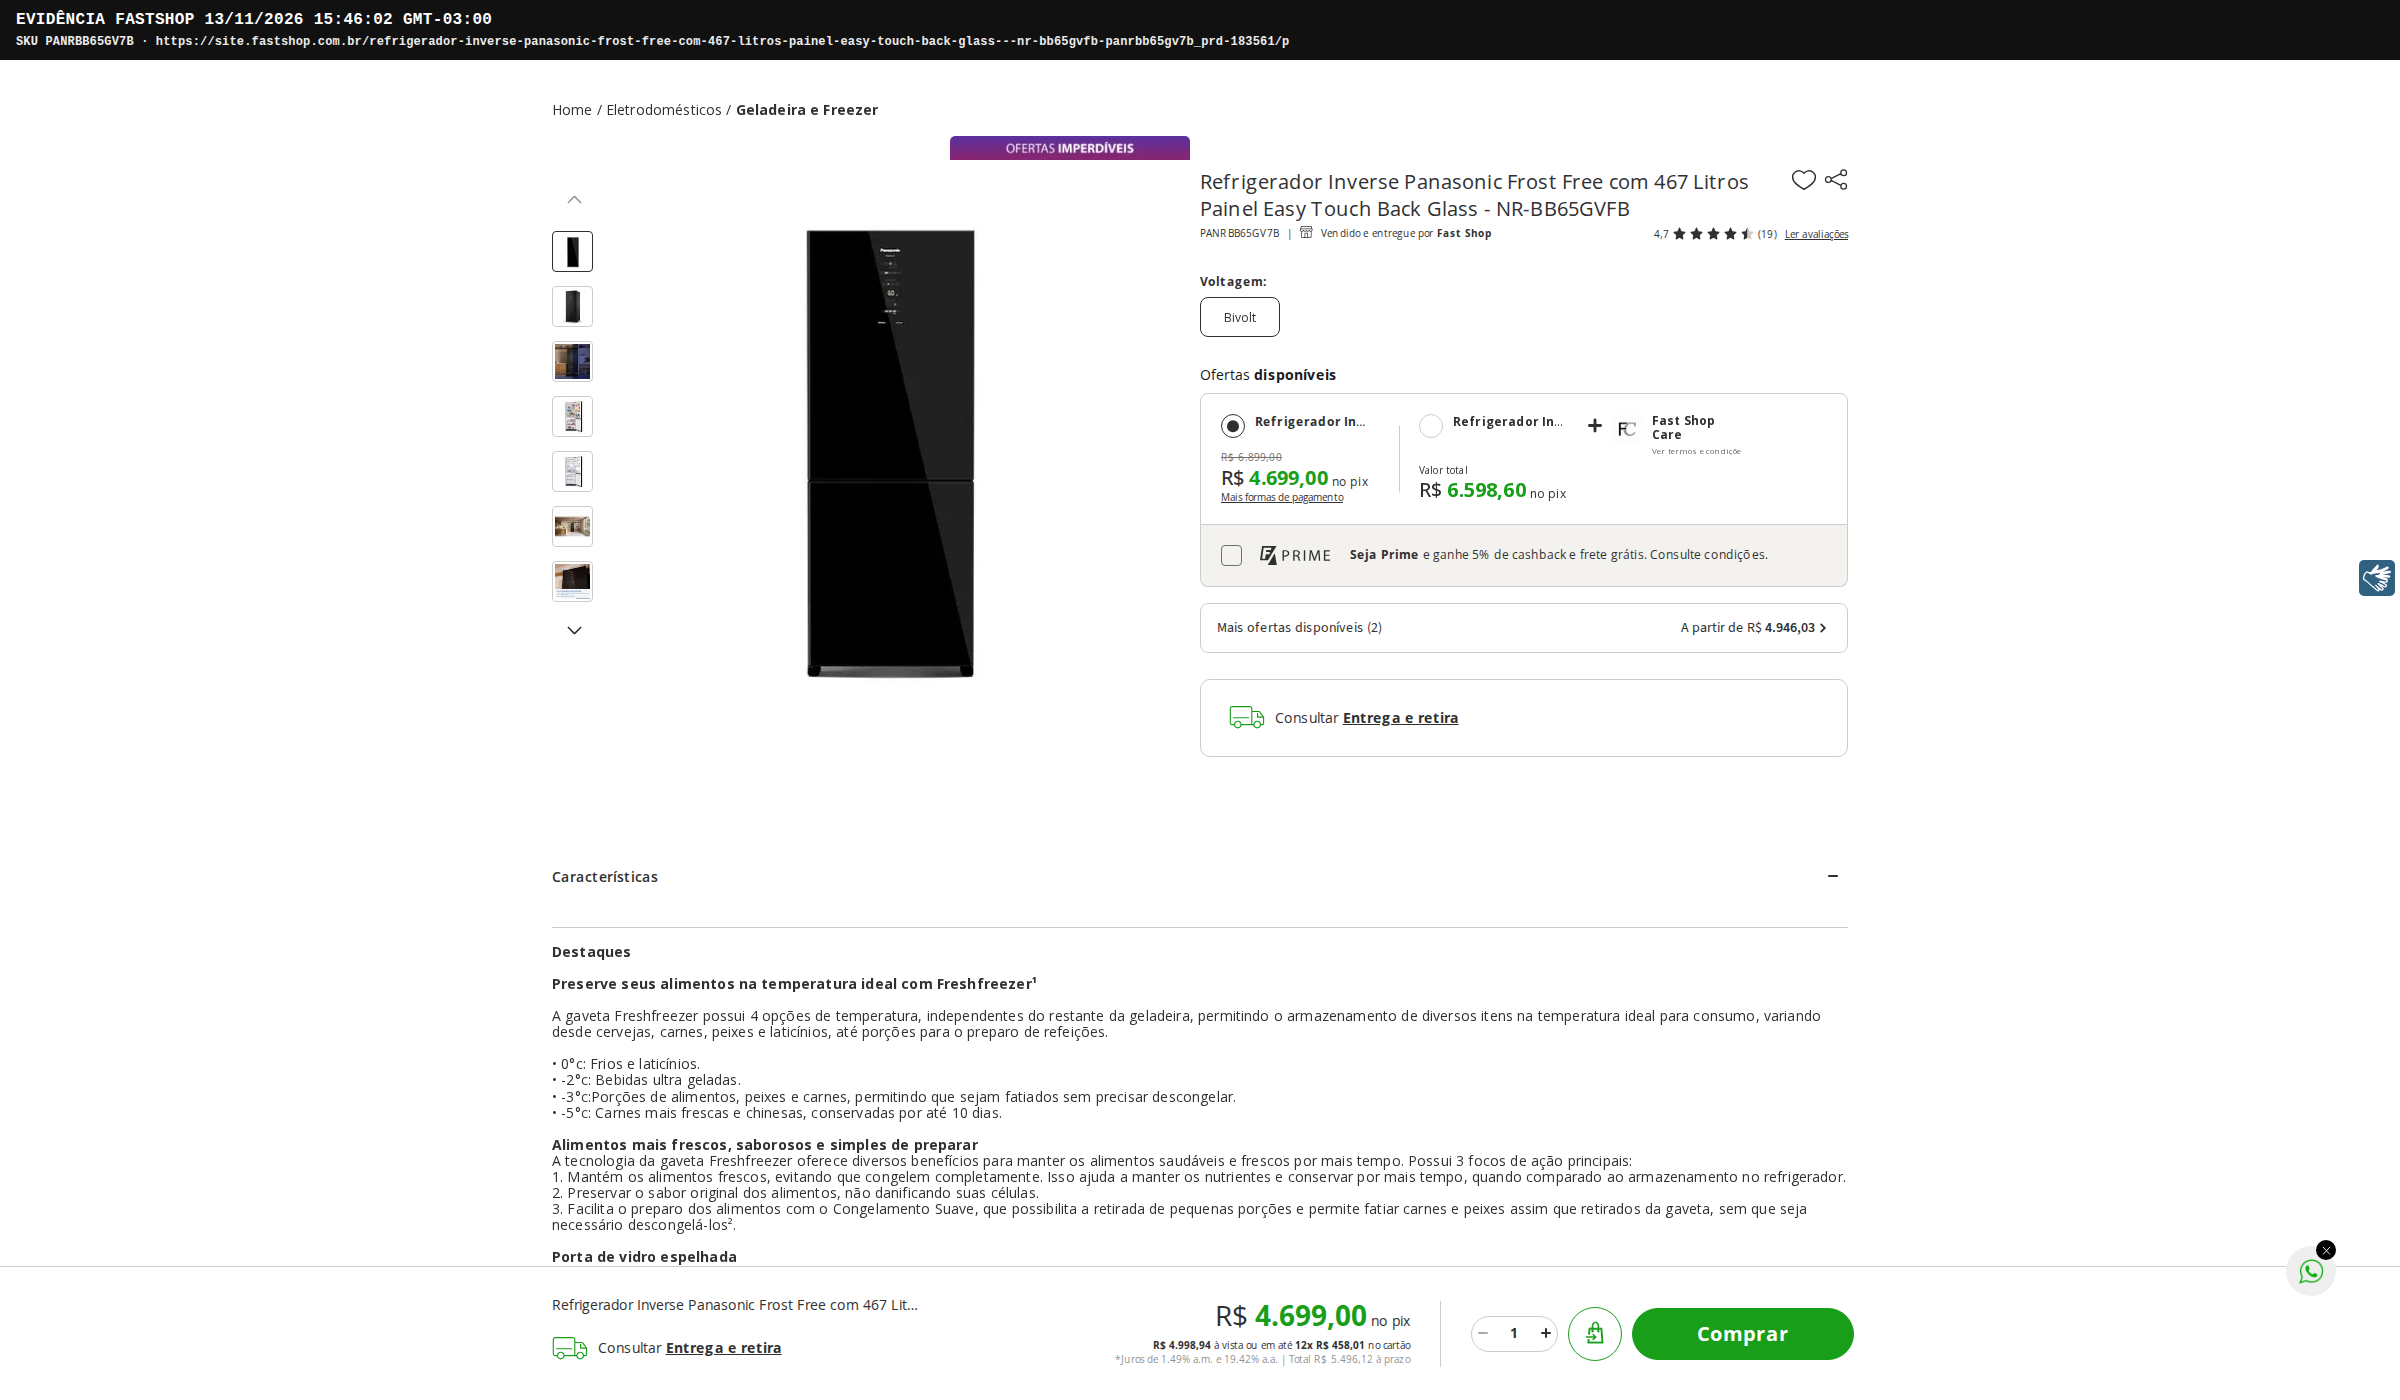 EVIDÊNCIA FASTSHOP 13/11/2026 15:46:02 GMT-03:00
SKU PANRBB65GV7B · https://site.fastshop.com.br/refrigerador-inverse-panasonic-frost-free-com-467-litros-painel-easy-touch-back-glass---nr-bb65gvfb-panrbb65gv7b_prd-183561/p
Home / Eletrodomésticos / Geladeira e Freezer
OFERTAS IMPERDÍVEIS
Refrigerador Inverse Panasonic Frost Free com 467 Litros
Painel Easy Touch Back Glass - NR-BB65GVFB
PANRBB65GV7B | Vendido e entregue por Fast Shop
4,7 (19) Ler avaliações
Panasonic
Voltagem:
Bivolt
Ofertas disponíveis
Refrigerador In...
R$ 6.899,00
R$ 4.699,00 no pix
Mais formas de pagamento
Refrigerador In...
+ FC Fast Shop
Care
Ver termos e condiçõe
Valor total
R$ 6.598,60 no pix
PRIME Seja Prime e ganhe 5% de cashback e frete grátis. Consulte condições.
Mais ofertas disponíveis (2) A partir de R$ 4.946,03
Consultar Entrega e retira
Características
Destaques
Preserve seus alimentos na temperatura ideal com Freshfreezer¹
A gaveta Freshfreezer possui 4 opções de temperatura, independentes do restante da geladeira, permitindo o armazenamento de diversos itens na temperatura ideal para consumo, variando
desde cervejas, carnes, peixes e laticínios, até porções para o preparo de refeições.
• 0°c: Frios e laticínios.
• -2°c: Bebidas ultra geladas.
• -3°c:Porções de alimentos, peixes e carnes, permitindo que sejam fatiados sem precisar descongelar.
• -5°c: Carnes mais frescas e chinesas, conservadas por até 10 dias.
Alimentos mais frescos, saborosos e simples de preparar
A tecnologia da gaveta Freshfreezer oferece diversos benefícios para manter os alimentos saudáveis e frescos por mais tempo. Possui 3 focos de ação principais:
1. Mantém os alimentos frescos, evitando que congelem completamente. Isso ajuda a manter os nutrientes e conservar por mais tempo, quando comparado ao armazenamento no refrigerador.
2. Preservar o sabor original dos alimentos, não danificando suas células.
3. Facilita o preparo dos alimentos com o Congelamento Suave, que possibilita a retirada de pequenas porções e permite fatiar carnes e peixes assim que retirados da gaveta, sem que seja
necessário descongelá-los².
Porta de vidro espelhada
Refrigerador Inverse Panasonic Frost Free com 467 Lit...
Consultar Entrega e retira
R$ 4.699,00 no pix
R$ 4.998,94 à vista ou em até 12x R$ 458,01 no cartão
*Juros de 1.49% a.m. e 19.42% a.a. | Total R$ 5.496,12 à prazo
− 1 +
Comprar